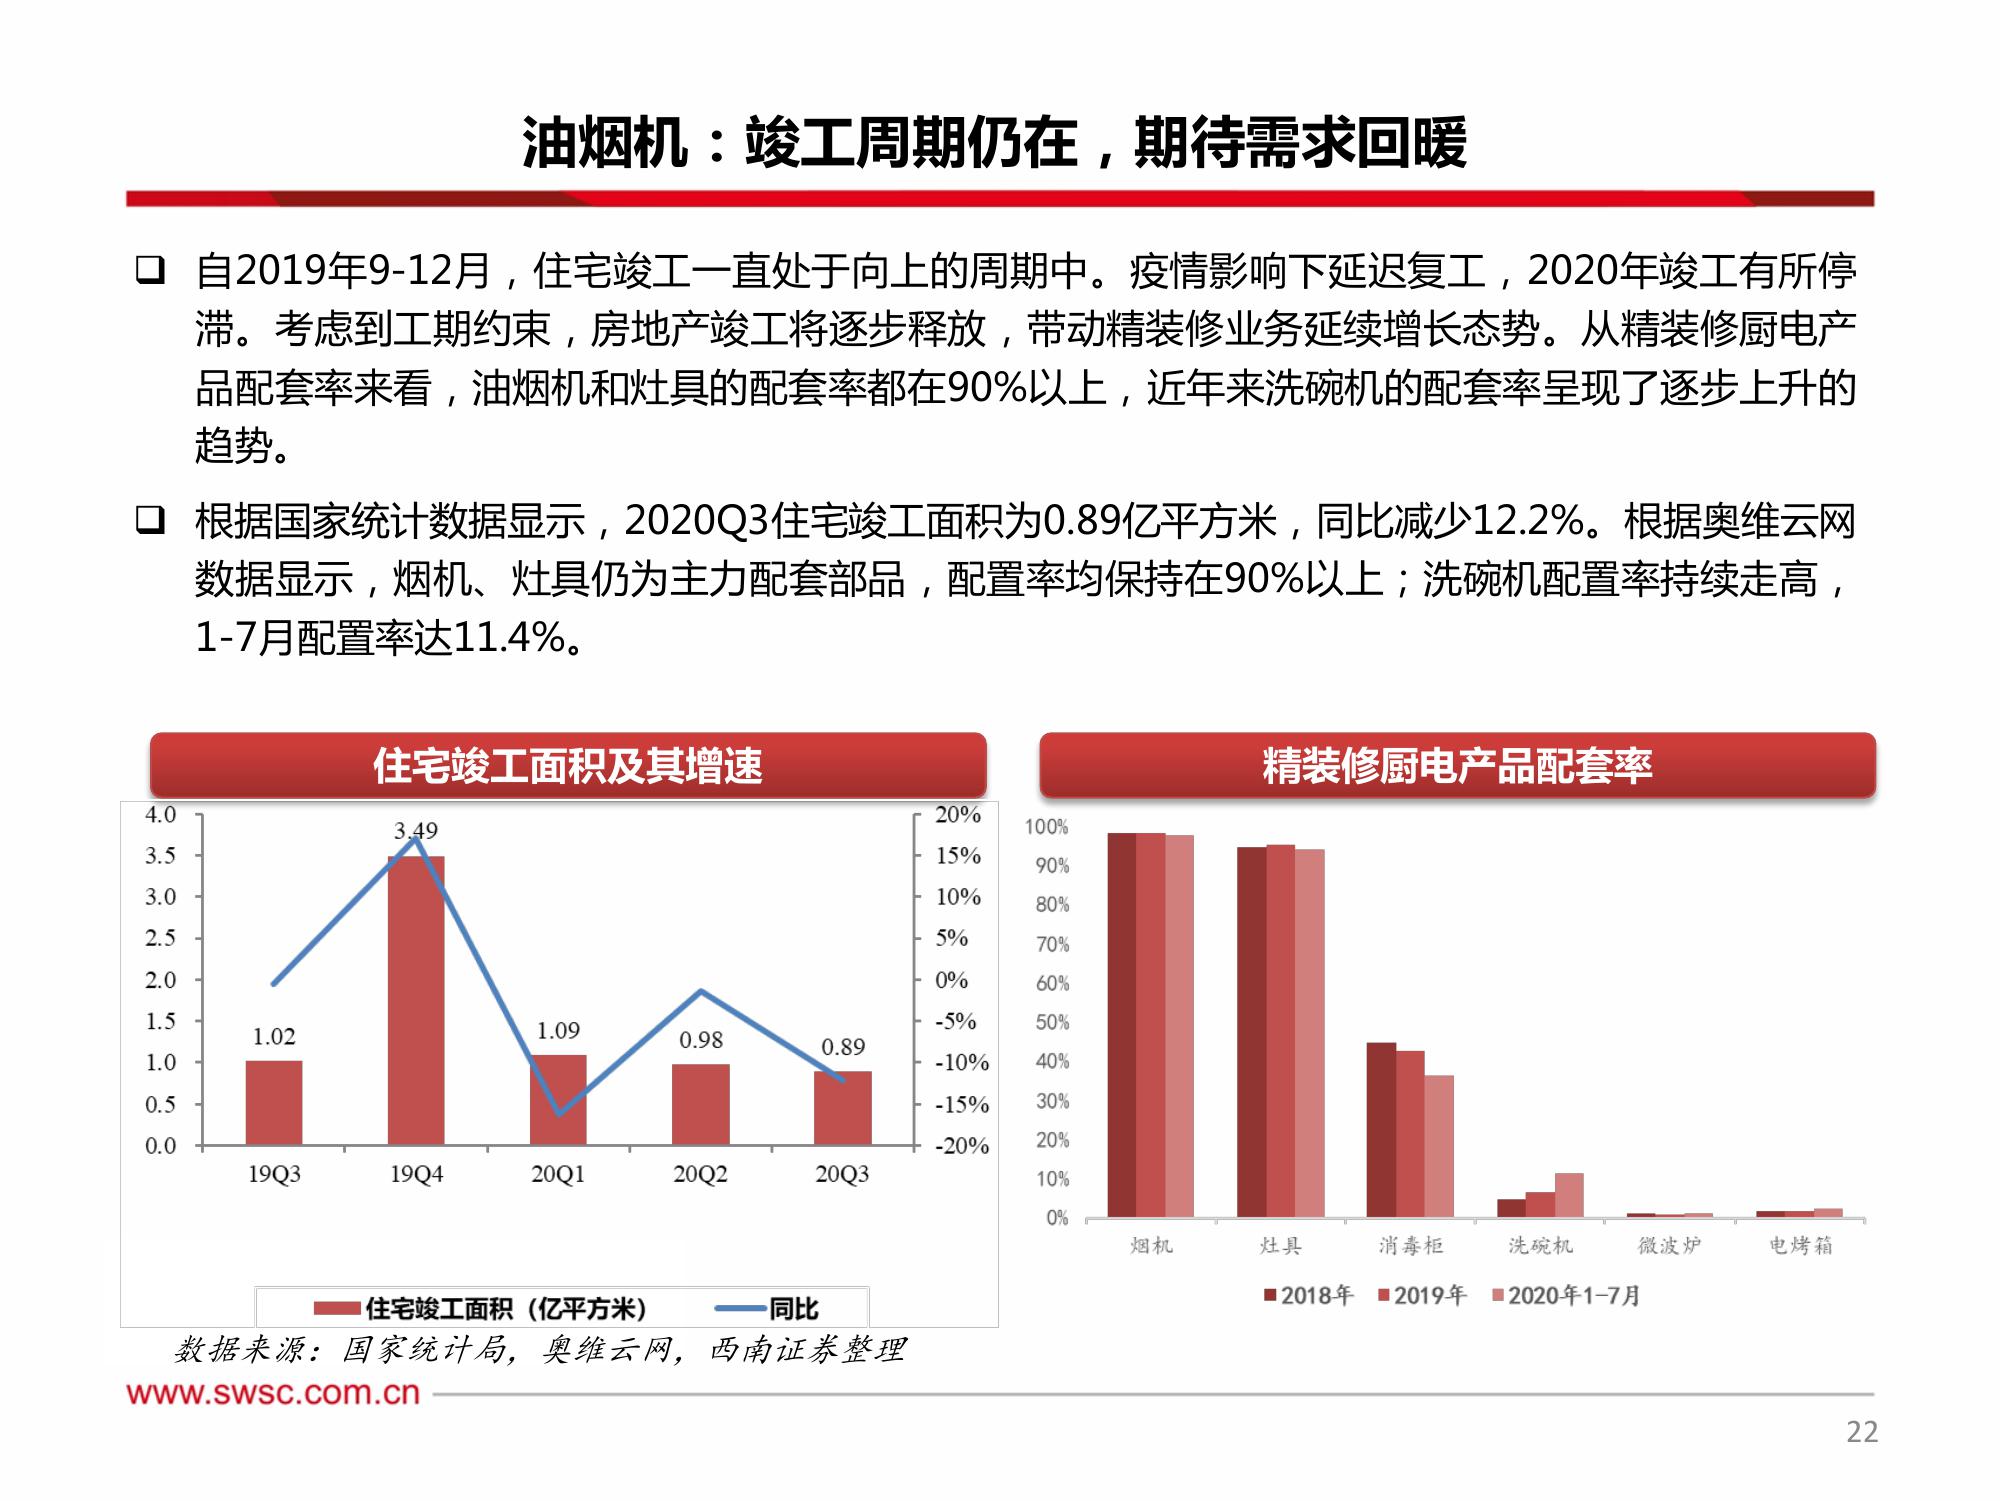 油烟机：竣工周期仍在，期待需求回暖
❑ 自2019年9-12月，住宅竣工一直处于向上的周期中。疫情影响下延迟复工，2020年竣工有所停
滞。考虑到工期约束，房地产竣工将逐步释放，带动精装修业务延续增长态势。从精装修厨电产
品配套率来看，油烟机和灶具的配套率都在90%以上，近年来洗碗机的配套率呈现了逐步上升的
趋势。
❑ 根据国家统计数据显示，2020Q3住宅竣工面积为0.89亿平方米，同比减少12.2%。根据奥维云网
数据显示，烟机、灶具仍为主力配套部品，配置率均保持在90%以上；洗碗机配置率持续走高，
1-7月配置率达11.4%。
住宅竣工面积及其增速
4.0
3.5
3.0
2.5
2.0
1.5
1.0
0.5
0.0
1.02
3.49
1.09
0.98
0.89
20%
15%
10%
5%
0%
-5%
-10%
-15%
-20%
19Q3 19Q4 20Q1 20Q2 20Q3
住宅竣工面积（亿平方米） 同比
精装修厨电产品配套率
100%
90%
80%
70%
60%
50%
40%
30%
20%
10%
0%
烟机 灶具 消毒柜 洗碗机 微波炉 电烤箱
2018年 2019年 2020年1-7月
数据来源：国家统计局，奥维云网，西南证券整理
www.swsc.com.cn
22